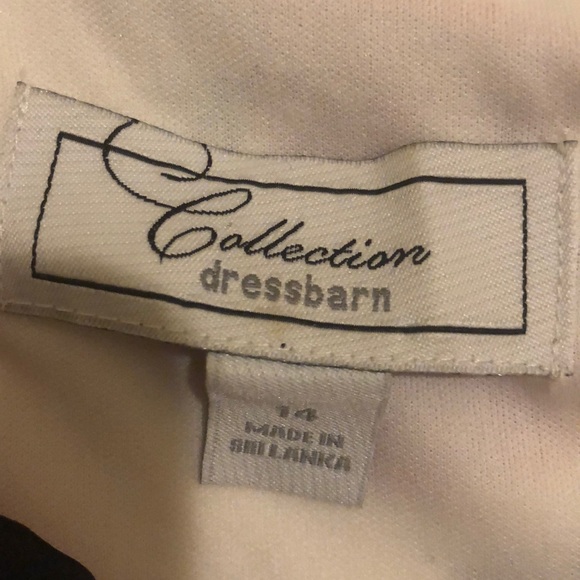 Collection
dressbarn
14
MADE IN
SRI LANKA